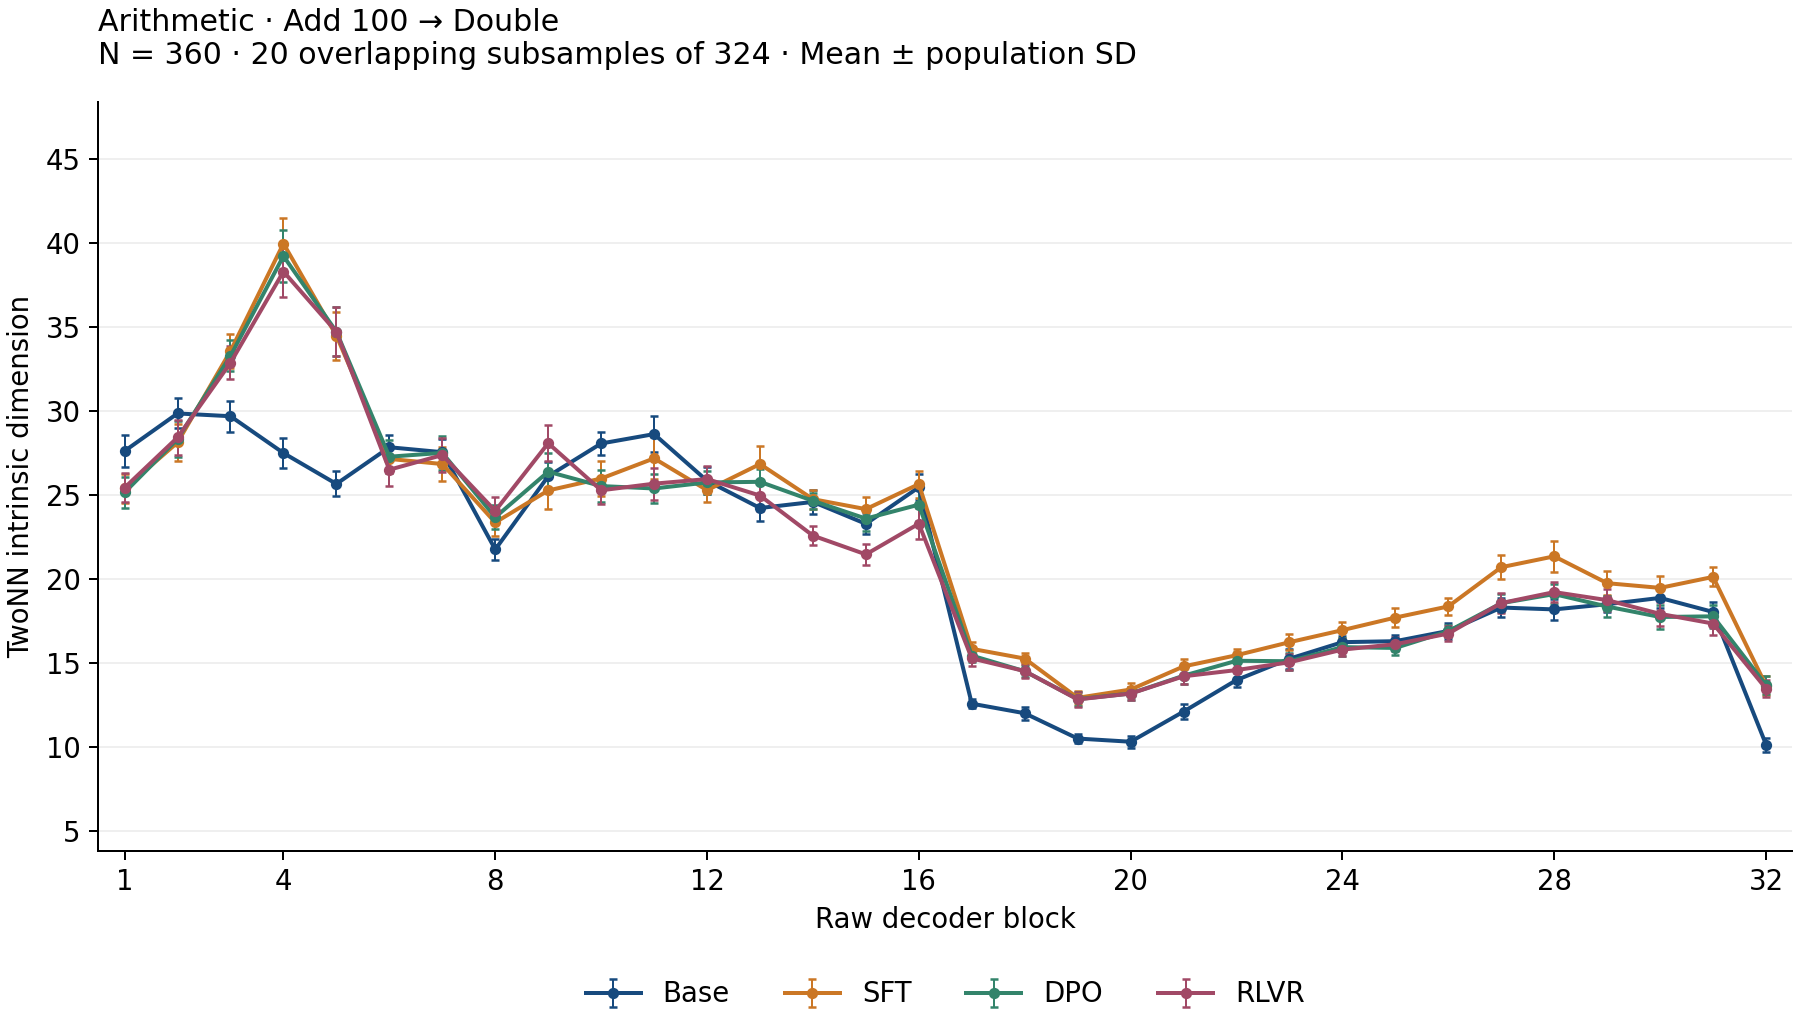 Arithmetic · Add 100 → Double
N = 360 · 20 overlapping subsamples of 324 · Mean ± population SD
TwoNN intrinsic dimension
45
40
35
30
25
20
15
10
5
1 4 8 12 16 20 24 28 32
Raw decoder block
Base SFT DPO RLVR